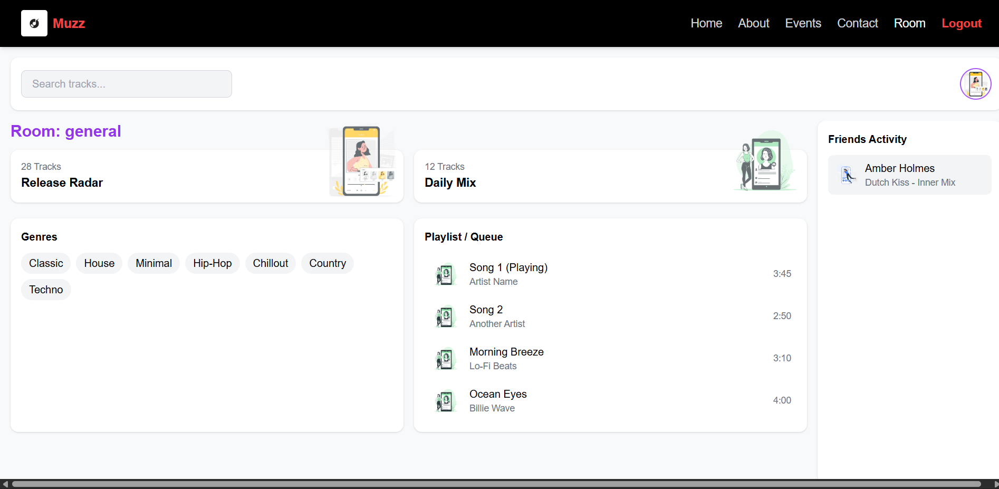 Muzz
Home About Events Contact Room Logout
Search tracks...
Room: general
28 Tracks
Release Radar
12 Tracks
Daily Mix
Genres
Classic House Minimal Hip-Hop Chillout Country
Techno
Playlist / Queue
Song 1 (Playing)
Artist Name
3:45
Song 2
Another Artist
2:50
Morning Breeze
Lo-Fi Beats
3:10
Ocean Eyes
Billie Wave
4:00
Friends Activity
Amber Holmes
Dutch Kiss - Inner Mix